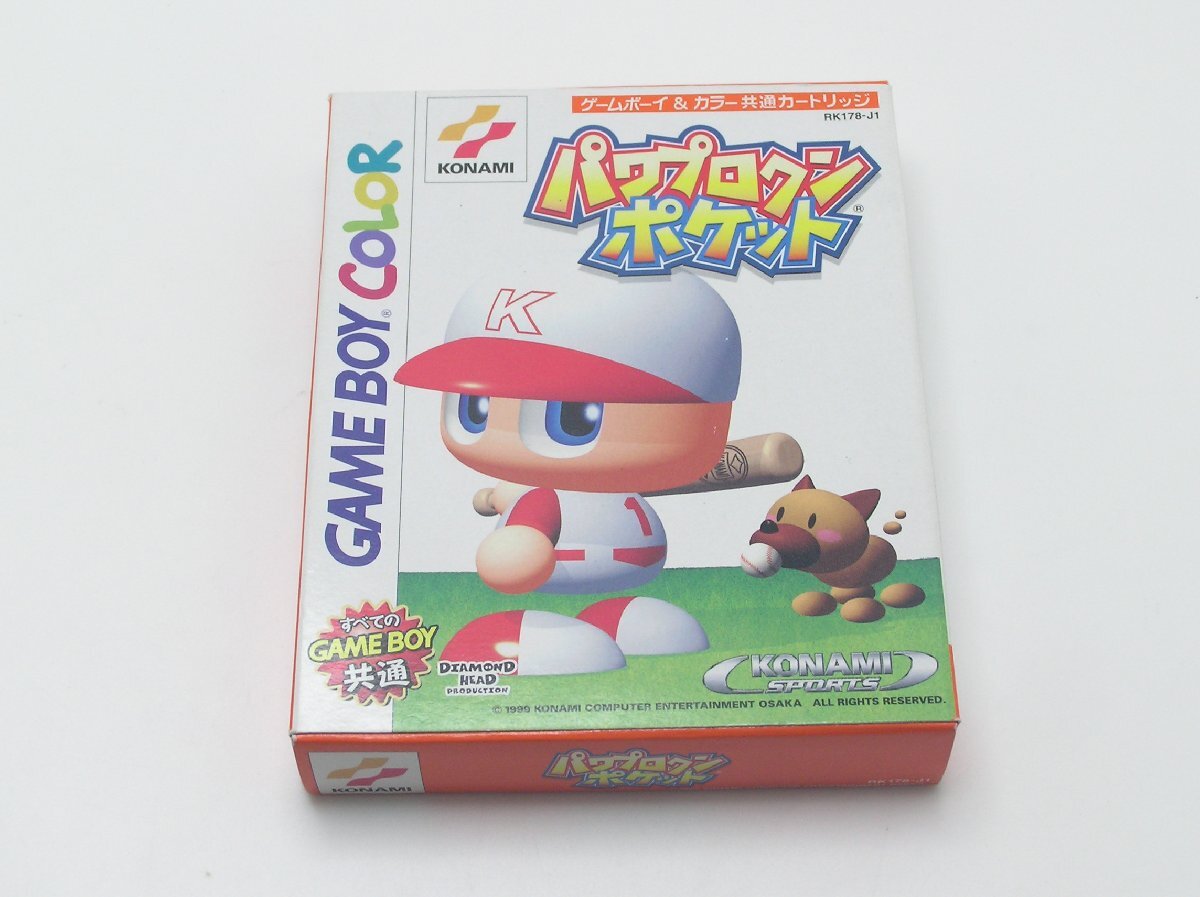 ゲームボーイ & カラー共通カートリッジ
RK178-J1
KONAMI
パワプロクン
ポケット®
GAME BOY® COLOR
K
1
すべての
GAME BOY
共通
DIAMOND
HEAD
PRODUCTION
KONAMI
SPORTS
© 1999 KONAMI COMPUTER ENTERTAINMENT OSAKA ALL RIGHTS RESERVED.
KONAMI
パワプロクン
ポケット
RK178-J1